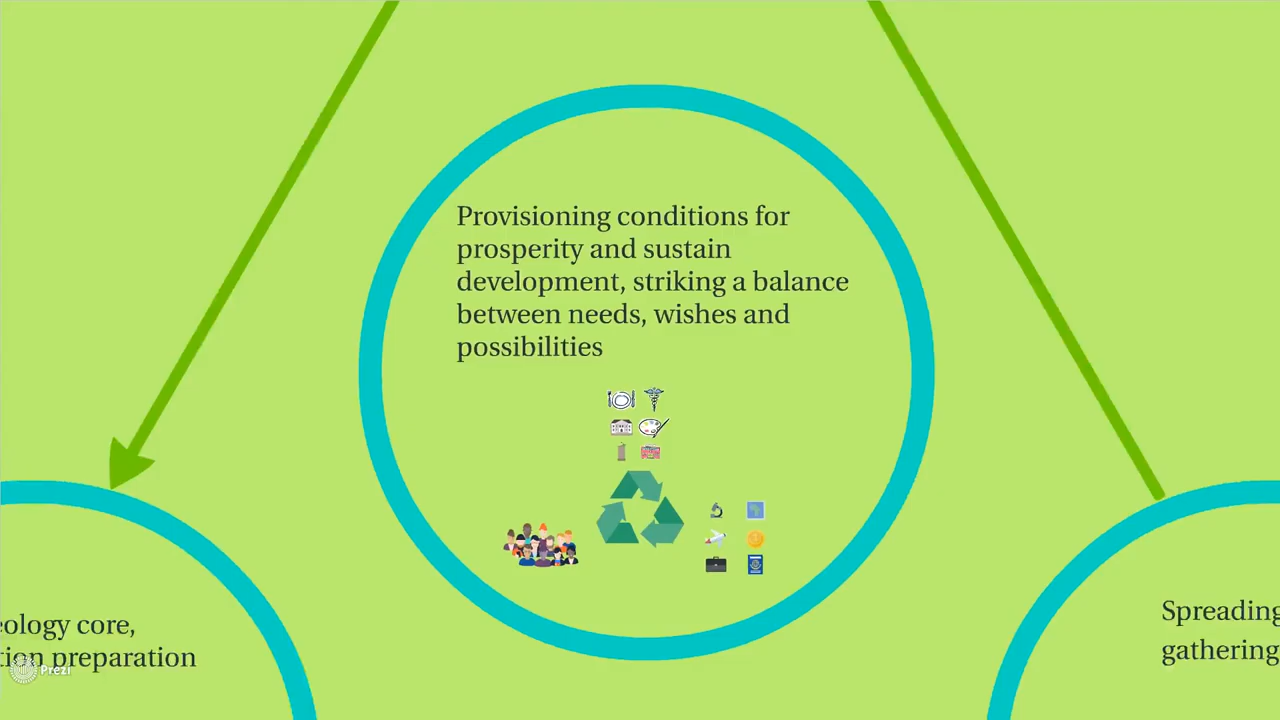 Provisioning conditions for
prosperity and sustain
development, striking a balance
between needs, wishes and
possibilities
eology core,
tion preparation
Spreading
gathering
Prezi